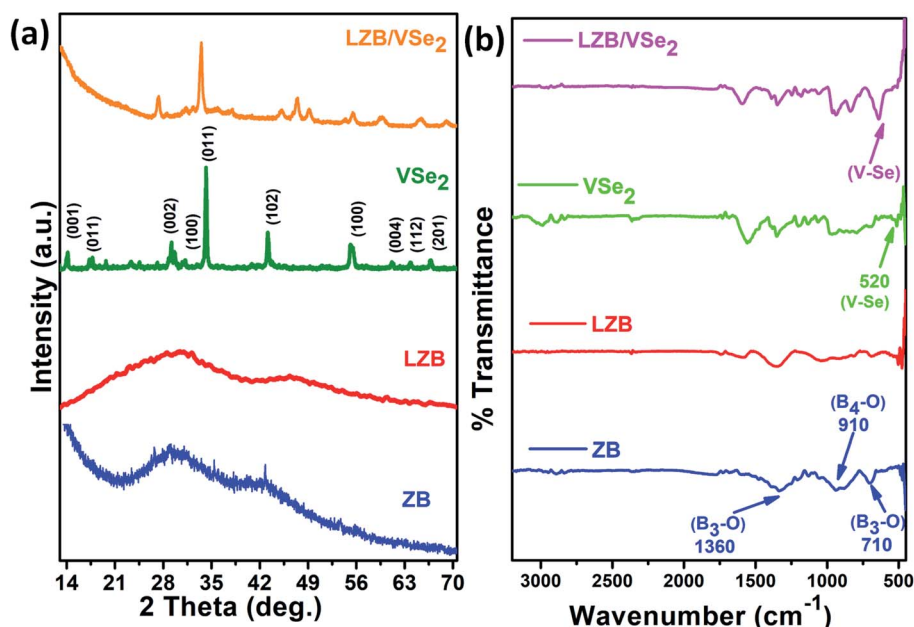 (a)
LZB/VSe₂
(011)
VSe₂
(001)
(011)
(002)
(100)
(102)
(100)
(004)
(112)
(201)
LZB
ZB
Intensity (a.u.)
14 21 28 35 42 49 56 63 70
2 Theta (deg.)
(b)
LZB/VSe₂
(V-Se)
VSe₂
520
(V-Se)
LZB
(B₄-O)
910
ZB
(B₃-O)
1360
(B₃-O)
710
% Transmittance
3000 2500 2000 1500 1000 500
Wavenumber (cm⁻¹)